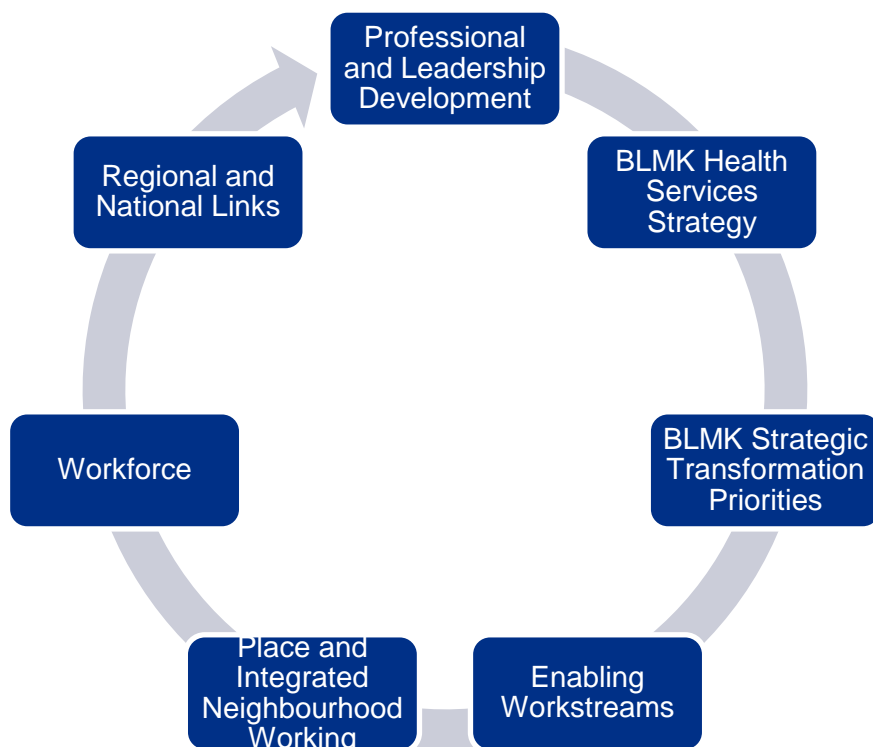 Professional
and Leadership
Development
BLMK Health
Services
Strategy
BLMK Strategic
Transformation
Priorities
Enabling
Workstreams
Place and
Integrated
Neighbourhood
Working
Workforce
Regional and
National Links